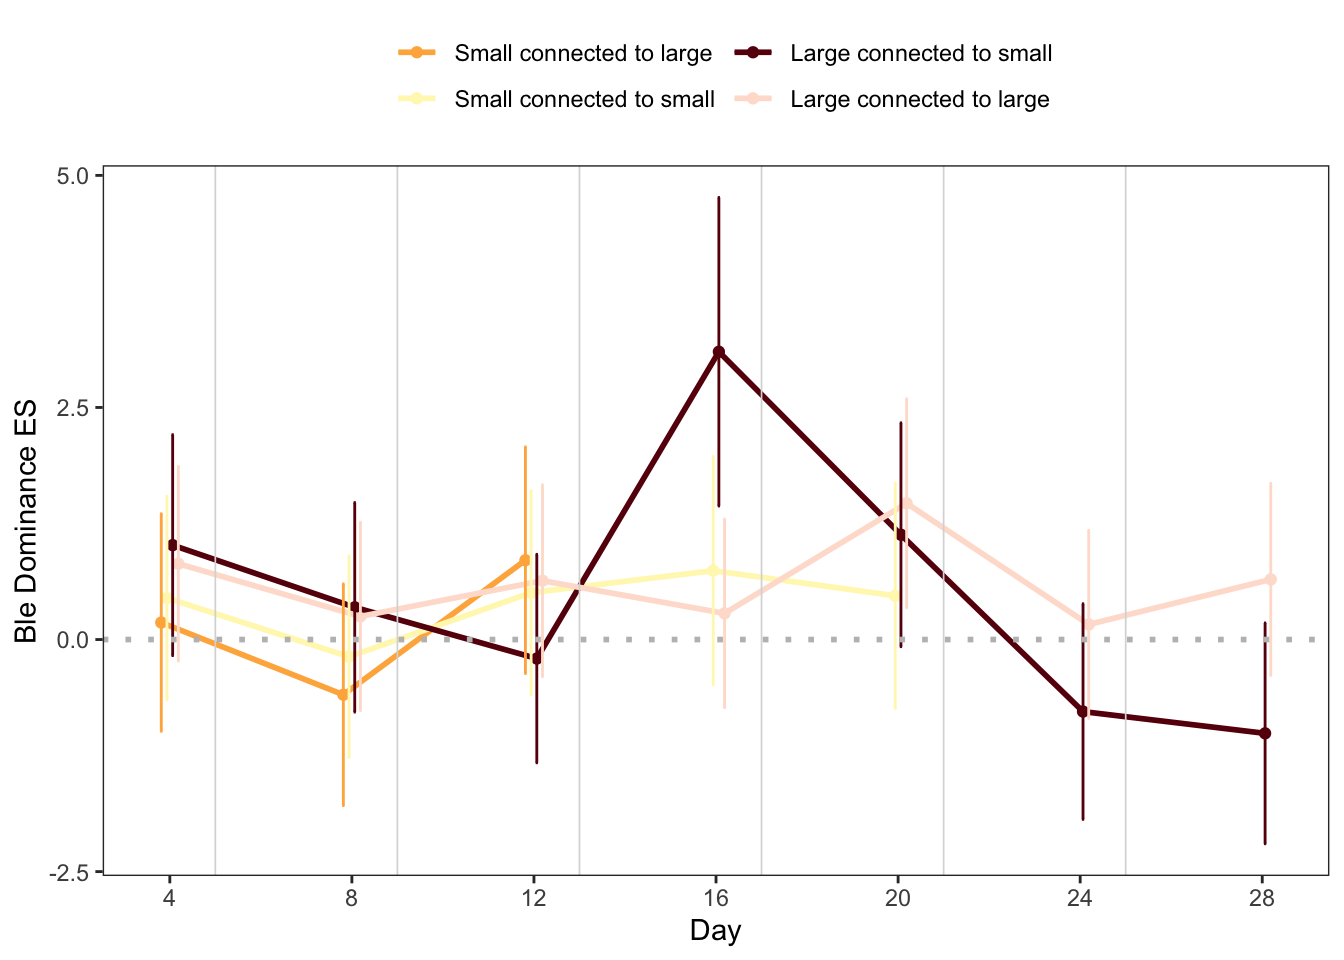 Small connected to large
Large connected to small
Small connected to small
Large connected to large
5.0
2.5
0.0
-2.5
Ble Dominance ES
4 8 12 16 20 24 28
Day